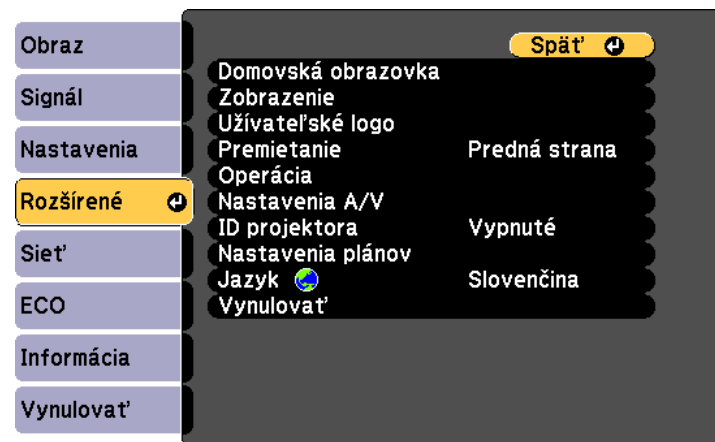 Obraz
Signál
Nastavenia
Rozšírené
Sieť
ECO
Informácia
Vynulovať
Späť
Domovská obrazovka
Zobrazenie
Užívateľské logo
Premietanie Predná strana
Operácia
Nastavenia A/V
ID projektora Vypnuté
Nastavenia plánov
Jazyk Slovenčina
Vynulovať